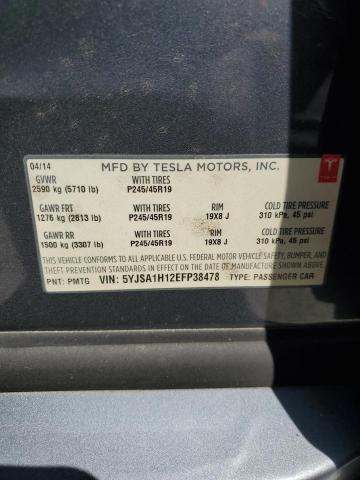 04/14 MFD BY TESLA MOTORS, INC.
GVWR WITH TIRES
2590 kg (5710 lb) P245/45R19
GAWR FRT WITH TIRES RIM COLD TIRE PRESSURE
1276 kg (2813 lb) P245/45R19 19X8 J 310 kPa, 45 psi
GAWR RR WITH TIRES RIM COLD TIRE PRESSURE
1500 kg (3307 lb) P245/45R19 19X8 J 310 kPa, 45 psi
THIS VEHICLE CONFORMS TO ALL APPLICABLE U.S. FEDERAL MOTOR VEHICLE SAFETY, BUMPER, AND
THEFT PREVENTION STANDARDS IN EFFECT ON THE DATE OF MANUFACTURE SHOWN ABOVE.
PNT: PMTG VIN: 5YJSA1H12EFP38478 TYPE: PASSENGER CAR
TESLA